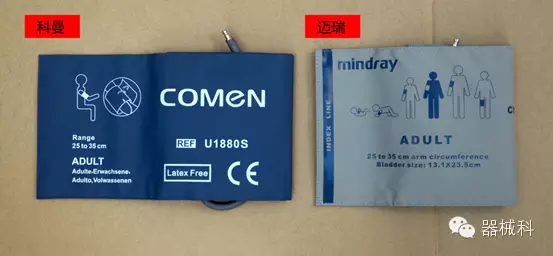 科曼
迈瑞
COMEN
Range
25 to 35 cm
ADULT
Adulte-Erwachsene-
Adulto,Volwassenen
REF U1880S
Latex Free
CE
mindray
INDEX LINE
ADULT
25 to 35 cm arm circumference
Bladder size: 13.1X23.5cm
器械科